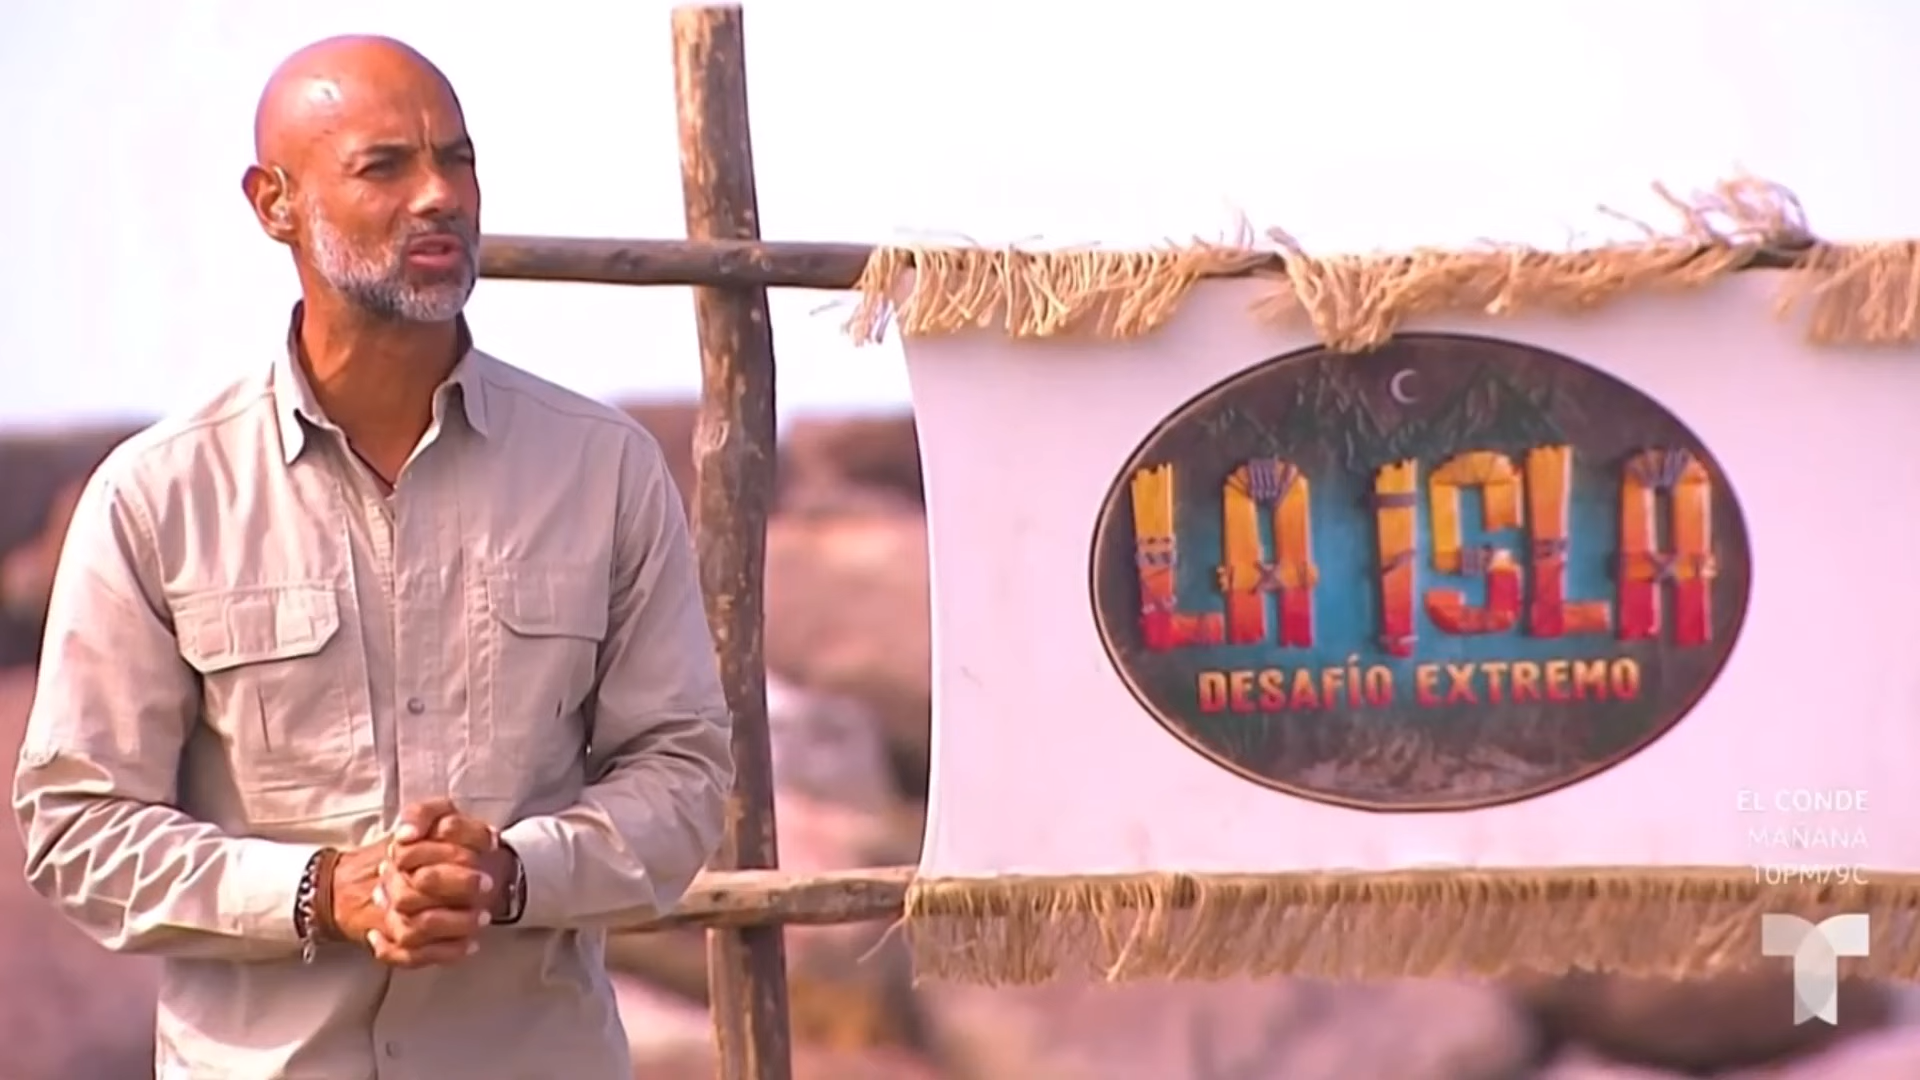 LA ISLA
DESAFÍO EXTREMO
EL CONDE
MAÑANA
10PM/9C